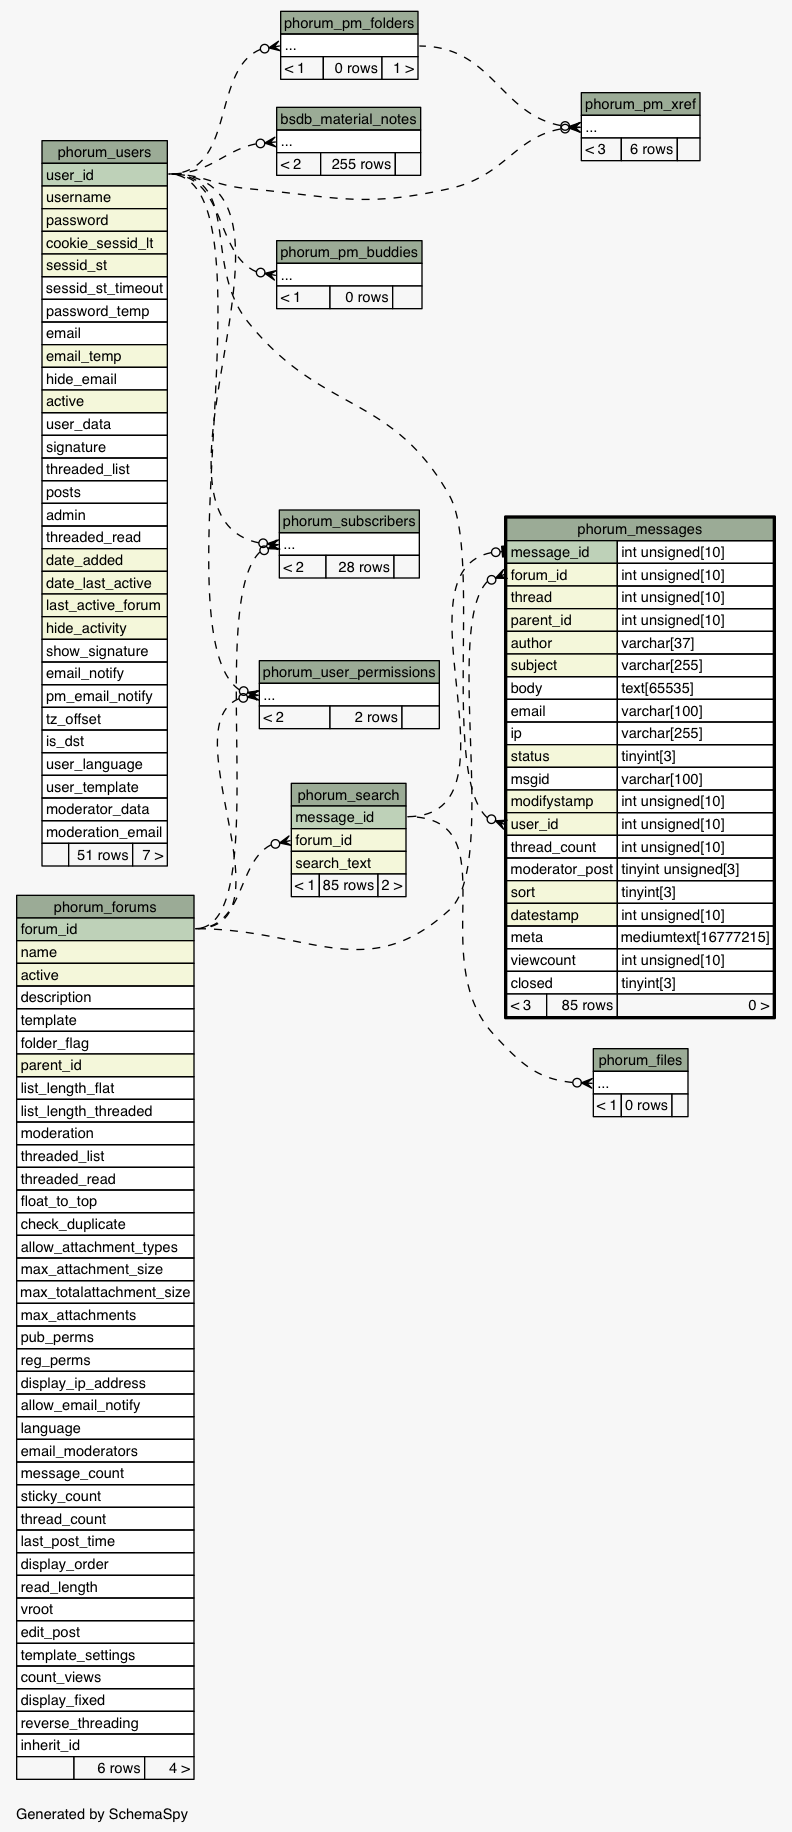 phorum_pm_folders
...
< 1 0 rows 1 >
phorum_pm_xref
...
< 3 6 rows
bsdb_material_notes
...
< 2 255 rows
phorum_pm_buddies
...
< 1 0 rows
phorum_users
user_id
username
password
cookie_sessid_lt
sessid_st
sessid_st_timeout
password_temp
email
email_temp
hide_email
active
user_data
signature
threaded_list
posts
admin
threaded_read
date_added
date_last_active
last_active_forum
hide_activity
show_signature
email_notify
pm_email_notify
tz_offset
is_dst
user_language
user_template
moderator_data
moderation_email
51 rows 7 >
phorum_subscribers
...
< 2 28 rows
phorum_user_permissions
...
< 2 2 rows
phorum_search
message_id
forum_id
search_text
< 1 85 rows 2 >
phorum_messages
message_id int unsigned[10]
forum_id int unsigned[10]
thread int unsigned[10]
parent_id int unsigned[10]
author varchar[37]
subject varchar[255]
body text[65535]
email varchar[100]
ip varchar[255]
status tinyint[3]
msgid varchar[100]
modifystamp int unsigned[10]
user_id int unsigned[10]
thread_count int unsigned[10]
moderator_post tinyint unsigned[3]
sort tinyint[3]
datestamp int unsigned[10]
meta mediumtext[16777215]
viewcount int unsigned[10]
closed tinyint[3]
< 3 85 rows 0 >
phorum_files
...
< 1 0 rows
phorum_forums
forum_id
name
active
description
template
folder_flag
parent_id
list_length_flat
list_length_threaded
moderation
threaded_list
threaded_read
float_to_top
check_duplicate
allow_attachment_types
max_attachment_size
max_totalattachment_size
max_attachments
pub_perms
reg_perms
display_ip_address
allow_email_notify
language
email_moderators
message_count
sticky_count
thread_count
last_post_time
display_order
read_length
vroot
edit_post
template_settings
count_views
display_fixed
reverse_threading
inherit_id
6 rows 4 >
Generated by SchemaSpy